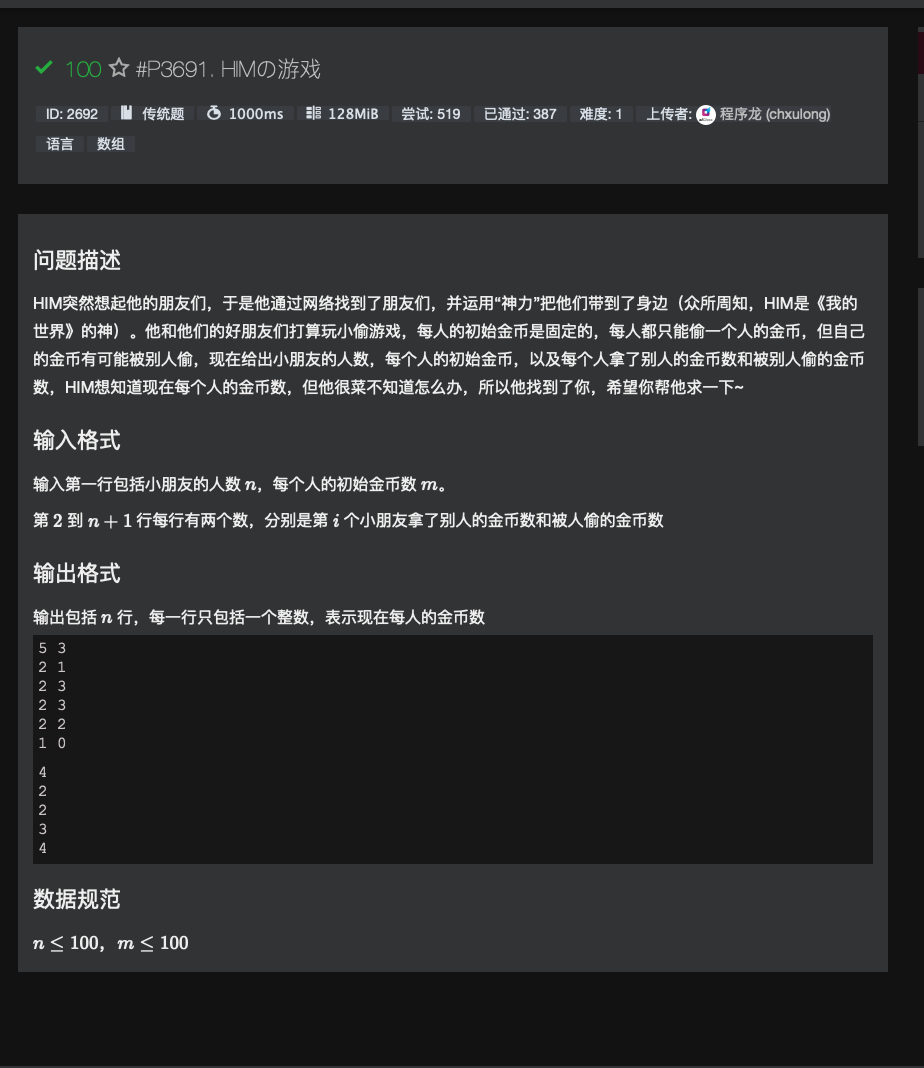 100 #P3691. HIMの游戏
ID: 2692 传统题 1000ms 128MiB 尝试: 519 已通过: 387 难度: 1 上传者: 程序龙 (chxulong)
语言 数组
问题描述
HIM突然想起他的朋友们，于是他通过网络找到了朋友们，并运用“神力”把他们带到了身边（众所周知，HIM是《我的
世界》的神）。他和他们的好朋友们打算玩小偷游戏，每人的初始金币是固定的，每人都只能偷一个人的金币，但自己
的金币有可能被别人偷，现在给出小朋友的人数，每个人的初始金币，以及每个人拿了别人的金币数和被别人偷的金币
数，HIM想知道现在每个人的金币数，但他很菜不知道怎么办，所以他找到了你，希望你帮他求一下~
输入格式
输入第一行包括小朋友的人数 n，每个人的初始金币数 m。
第 2 到 n + 1 行每行有两个数，分别是第 i 个小朋友拿了别人的金币数和被人偷的金币数
输出格式
输出包括 n 行，每一行只包括一个整数，表示现在每人的金币数
5 3
2 1
2 3
2 3
2 2
1 0
4
2
2
3
4
数据规范
n ≤ 100，m ≤ 100